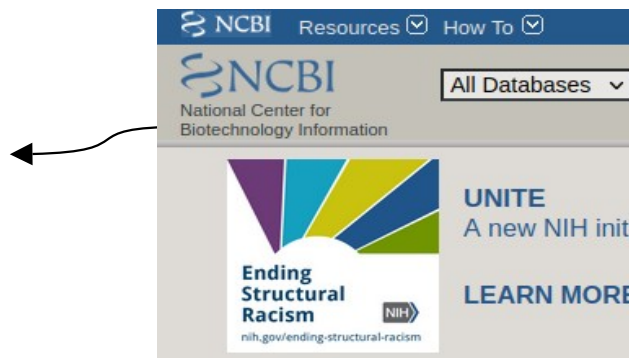 NCBI Resources How To
NCBI
All Databases
National Center for
Biotechnology Information
UNITE
A new NIH init
LEARN MORE
Ending
Structural
Racism
NIH
nih.gov/ending-structural-racism